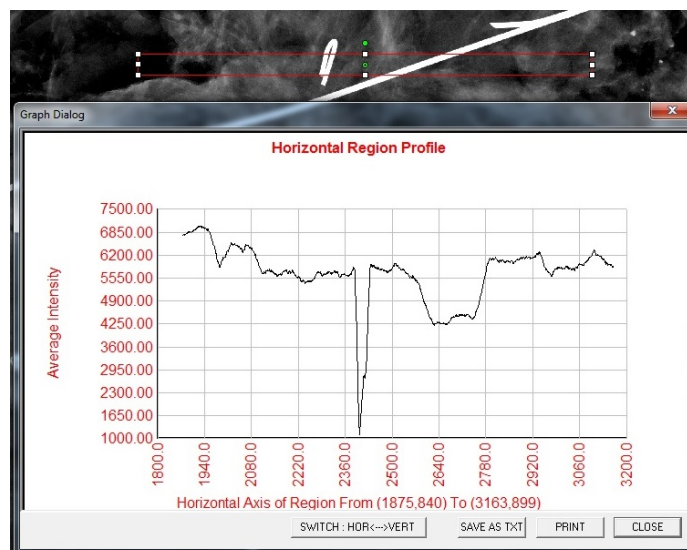 Graph Dialog
x
Horizontal Region Profile
7500.00
6850.00
6200.00
5550.00
4900.00
4250.00
3600.00
2950.00
2300.00
1650.00
1000.00
Average Intensity
1800.0
1940.0
2080.0
2220.0
2360.0
2500.0
2640.0
2780.0
2920.0
3060.0
3200.0
Horizontal Axis of Region From (1875,840) To (3163,899)
SWITCH : HOR<--->VERT
SAVE AS TXT
PRINT
CLOSE